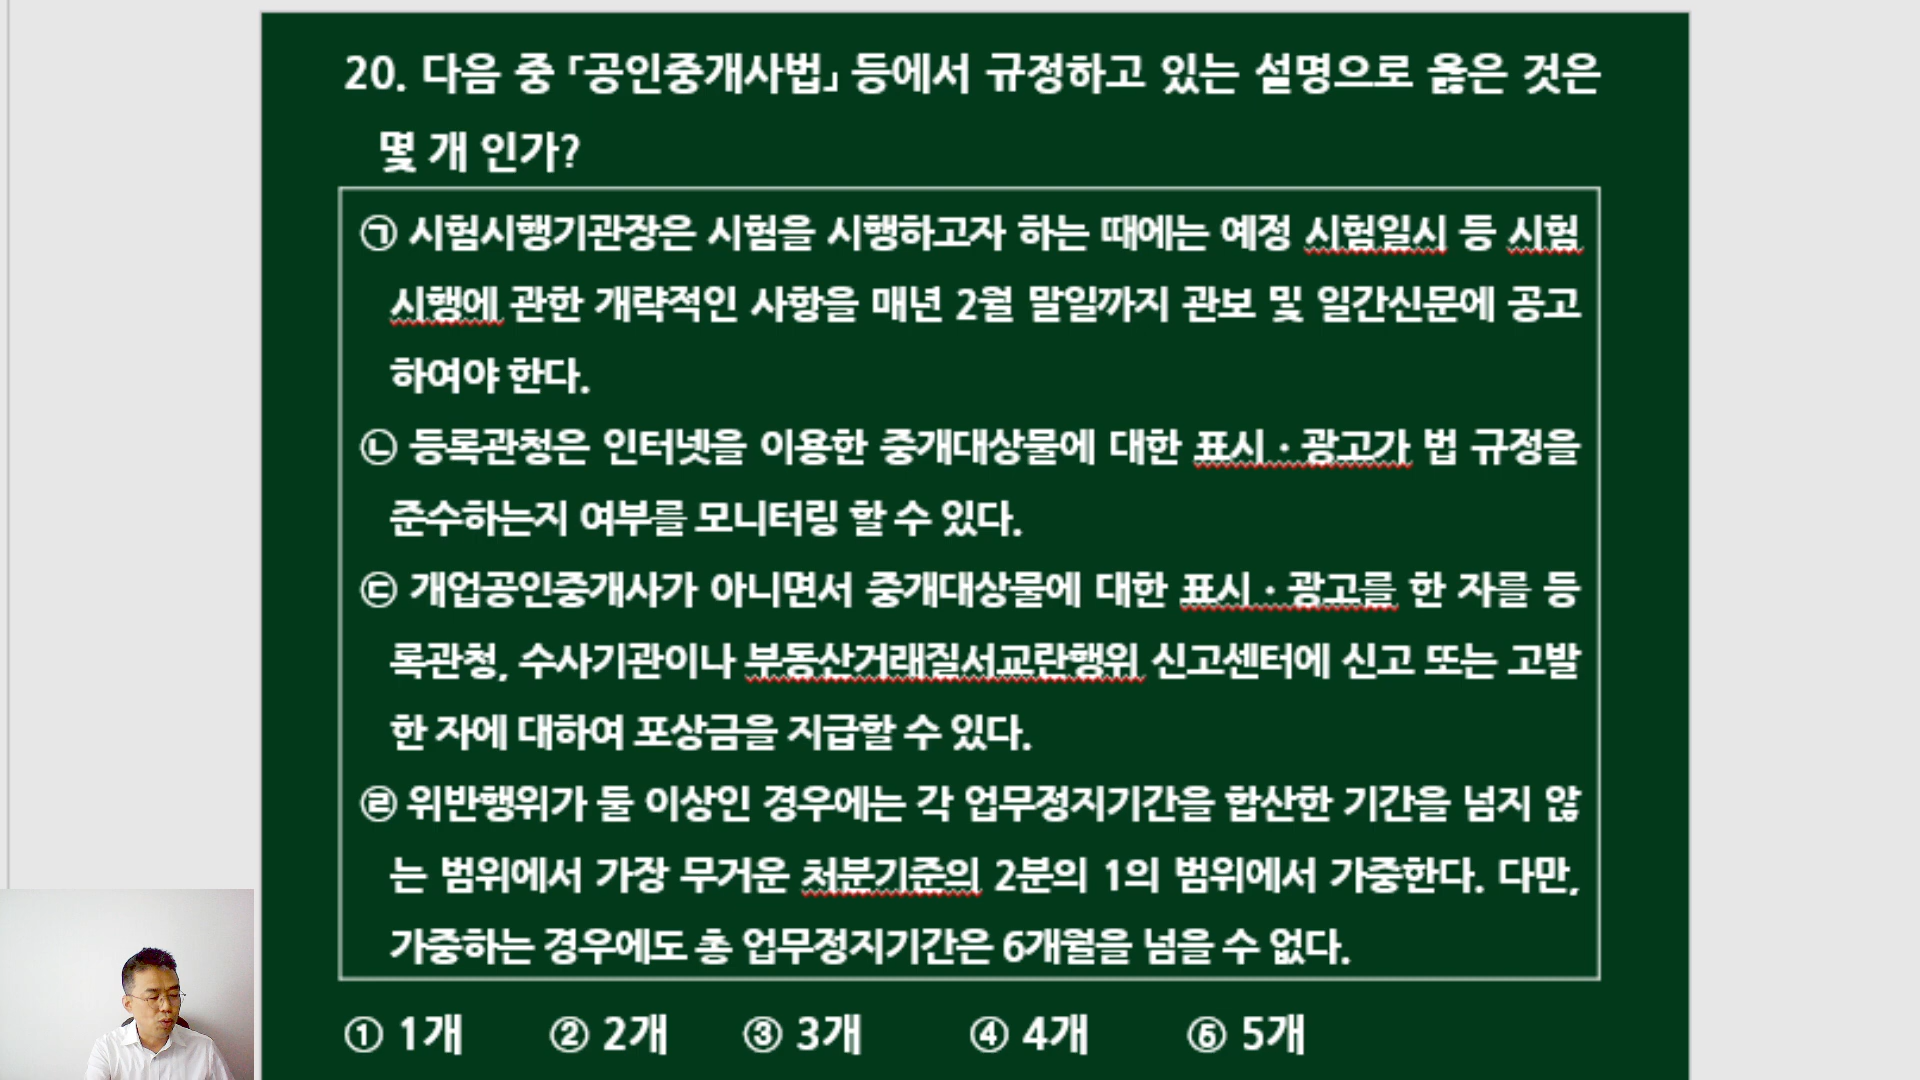 20. 다음 중 「공인중개사법」 등에서 규정하고 있는 설명으로 옳은 것은
몇 개 인가?
㉠ 시험시행기관장은 시험을 시행하고자 하는 때에는 예정 시험일시 등 시험
시행에 관한 개략적인 사항을 매년 2월 말일까지 관보 및 일간신문에 공고
하여야 한다.
㉡ 등록관청은 인터넷을 이용한 중개대상물에 대한 표시·광고가 법 규정을
준수하는지 여부를 모니터링 할 수 있다.
㉢ 개업공인중개사가 아니면서 중개대상물에 대한 표시·광고를 한 자를 등
록관청, 수사기관이나 부동산거래질서교란행위 신고센터에 신고 또는 고발
한 자에 대하여 포상금을 지급할 수 있다.
㉣ 위반행위가 둘 이상인 경우에는 각 업무정지기간을 합산한 기간을 넘지 않
는 범위에서 가장 무거운 처분기준의 2분의 1의 범위에서 가중한다. 다만,
가중하는 경우에도 총 업무정지기간은 6개월을 넘을 수 없다.
① 1개 ② 2개 ③ 3개 ④ 4개 ⑤ 5개